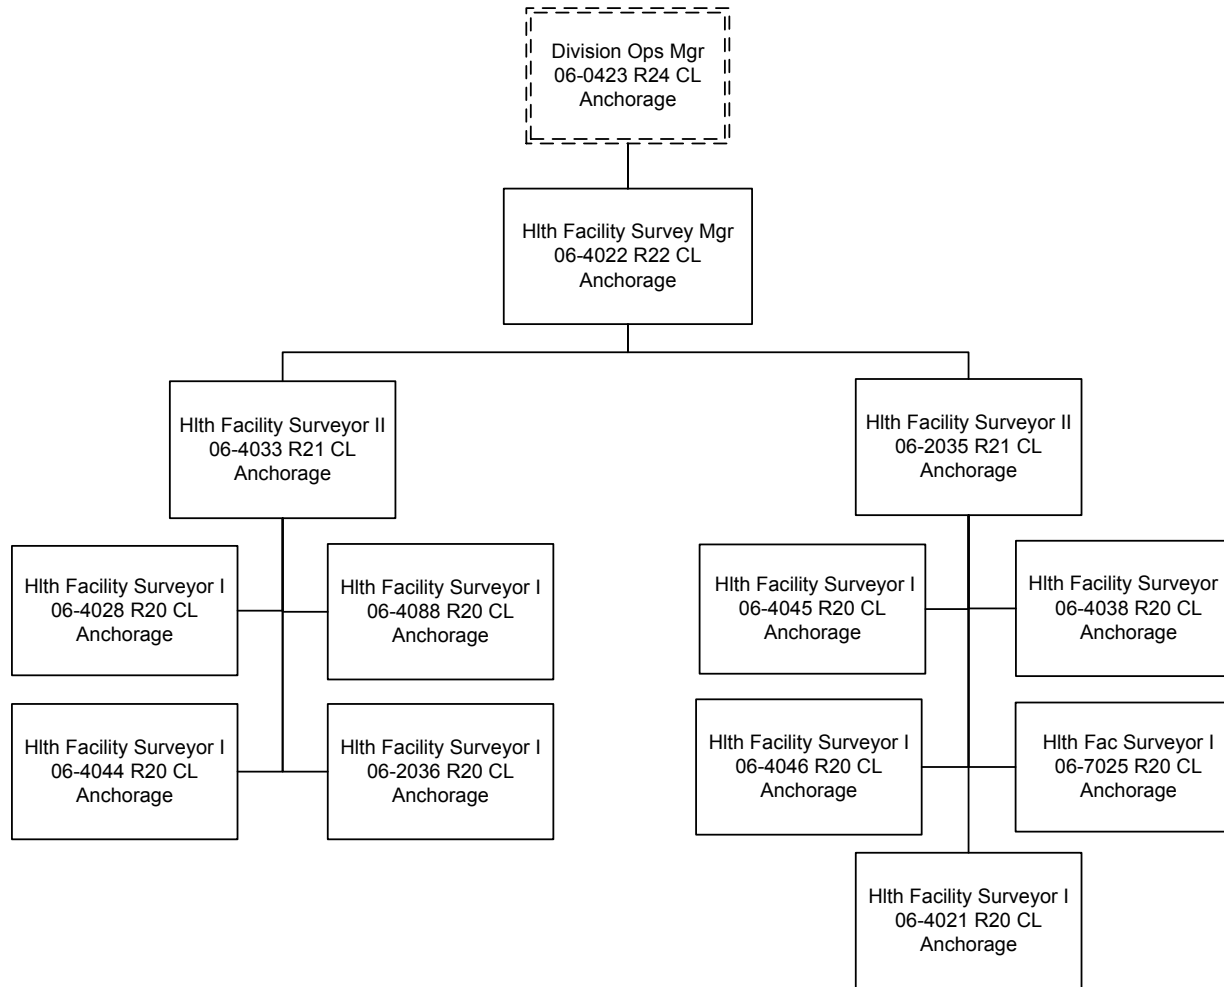 Division Ops Mgr
06-0423 R24 CL
Anchorage
Hlth Facility Survey Mgr
06-4022 R22 CL
Anchorage
Hlth Facility Surveyor II
06-4033 R21 CL
Anchorage
Hlth Facility Surveyor II
06-2035 R21 CL
Anchorage
Hlth Facility Surveyor I
06-4028 R20 CL
Anchorage
Hlth Facility Surveyor I
06-4088 R20 CL
Anchorage
Hlth Facility Surveyor I
06-4045 R20 CL
Anchorage
Hlth Facility Surveyor
06-4038 R20 CL
Anchorage
Hlth Facility Surveyor I
06-4044 R20 CL
Anchorage
Hlth Facility Surveyor I
06-2036 R20 CL
Anchorage
Hlth Facility Surveyor I
06-4046 R20 CL
Anchorage
Hlth Fac Surveyor I
06-7025 R20 CL
Anchorage
Hlth Facility Surveyor I
06-4021 R20 CL
Anchorage